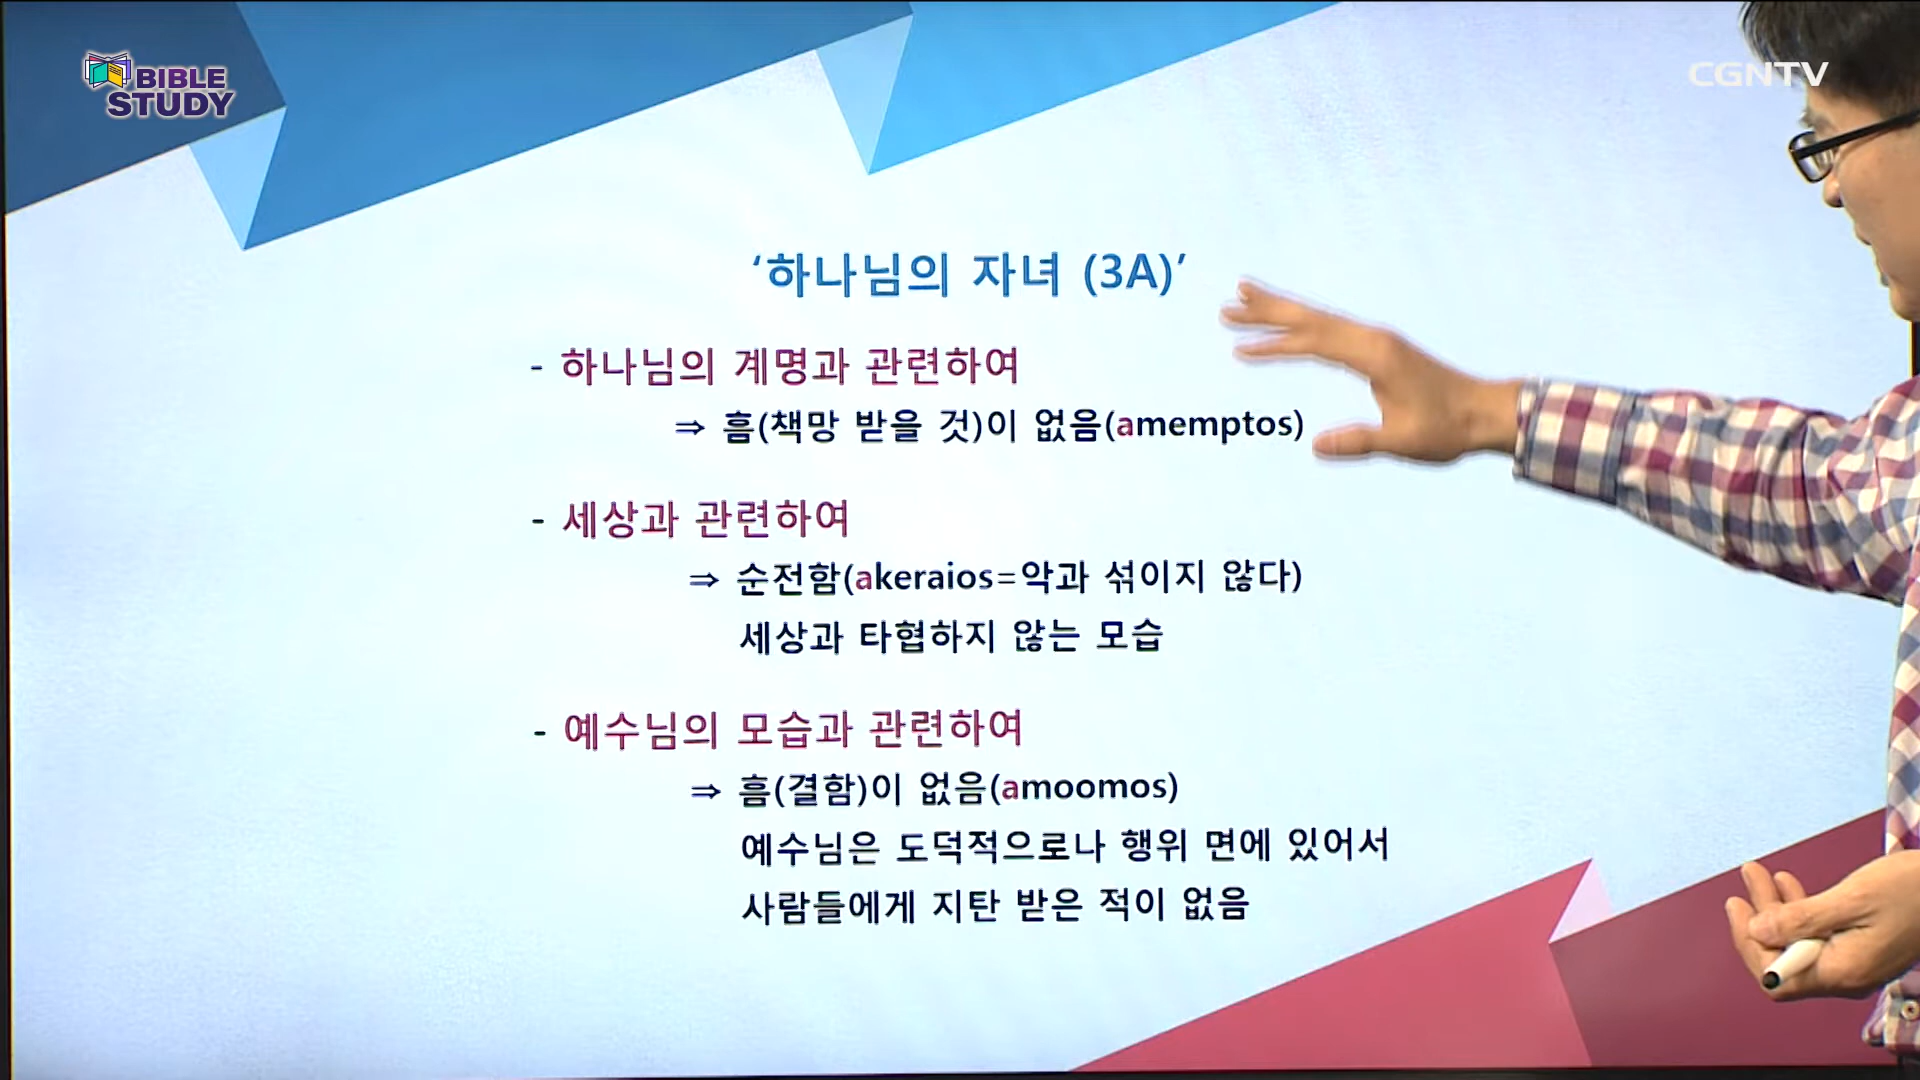 BIBLE
STUDY
CGNTV
‘하나님의 자녀 (3A)’
- 하나님의 계명과 관련하여
⇒ 흠(책망 받을 것)이 없음(amemptos)
- 세상과 관련하여
⇒ 순전함(akeraios=악과 섞이지 않다)
세상과 타협하지 않는 모습
- 예수님의 모습과 관련하여
⇒ 흠(결함)이 없음(amoomos)
예수님은 도덕적으로나 행위 면에 있어서
사람들에게 지탄 받은 적이 없음